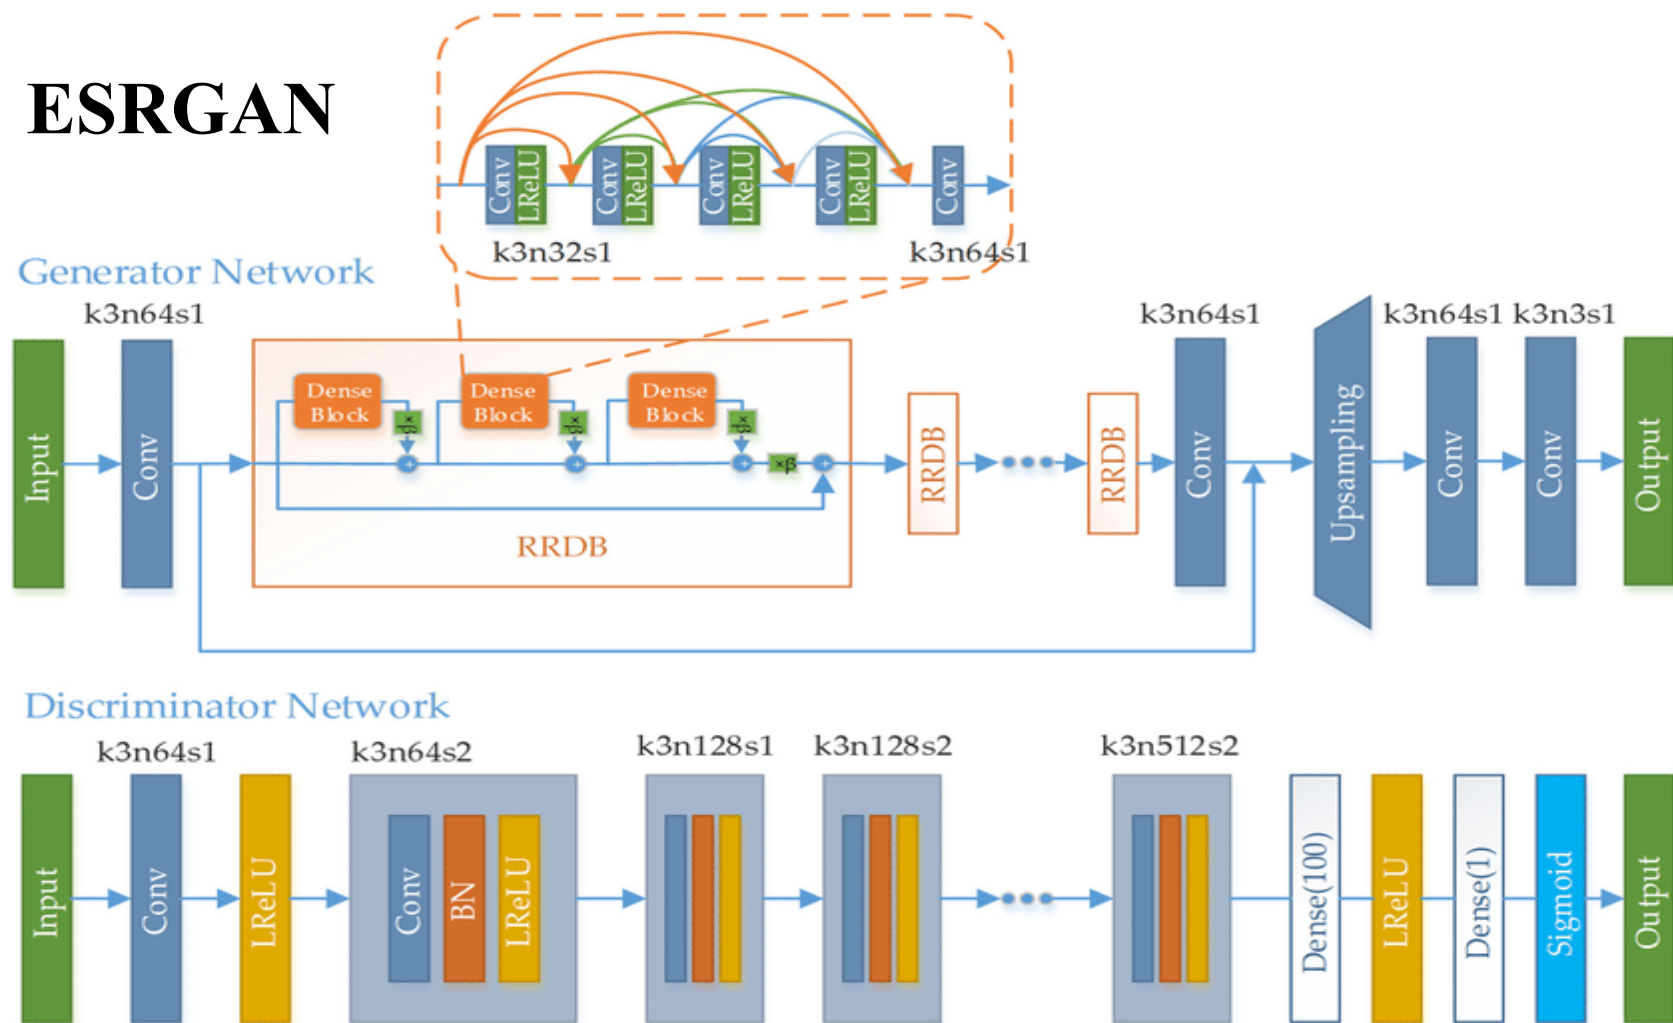 ESRGAN
Conv
LReLU
Conv
LReLU
Conv
LReLU
Conv
LReLU
Conv
k3n32s1
k3n64s1
Generator Network
k3n64s1
k3n64s1
k3n64s1
k3n3s1
Input
Conv
Dense
Block
×β
+
Dense
Block
×β
+
Dense
Block
×β
+
×β
+
RRDB
RRDB
RRDB
Conv
Upsampling
Conv
Conv
Output
Discriminator Network
k3n64s1
k3n64s2
k3n128s1
k3n128s2
k3n512s2
Input
Conv
LReLU
Conv
BN
LReLU
Dense(100)
LReLU
Dense(1)
Sigmoid
Output